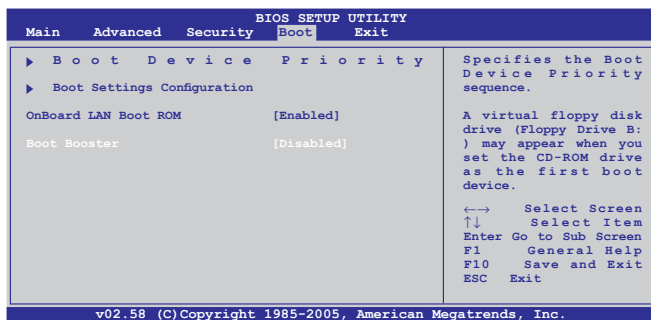 BIOS SETUP UTILITY
Main Advanced Security Boot Exit
Boot Device Priority
Boot Settings Configuration
OnBoard LAN Boot ROM [Enabled]
Boot Booster [Disabled]
Specifies the Boot
Device Priority
sequence.
A virtual floppy disk
drive (Floppy Drive B:
) may appear when you
set the CD-ROM drive
as the first boot
device.
←→ Select Screen
↑↓ Select Item
Enter Go to Sub Screen
F1 General Help
F10 Save and Exit
ESC Exit
v02.58 (C)Copyright 1985-2005, American Megatrends, Inc.